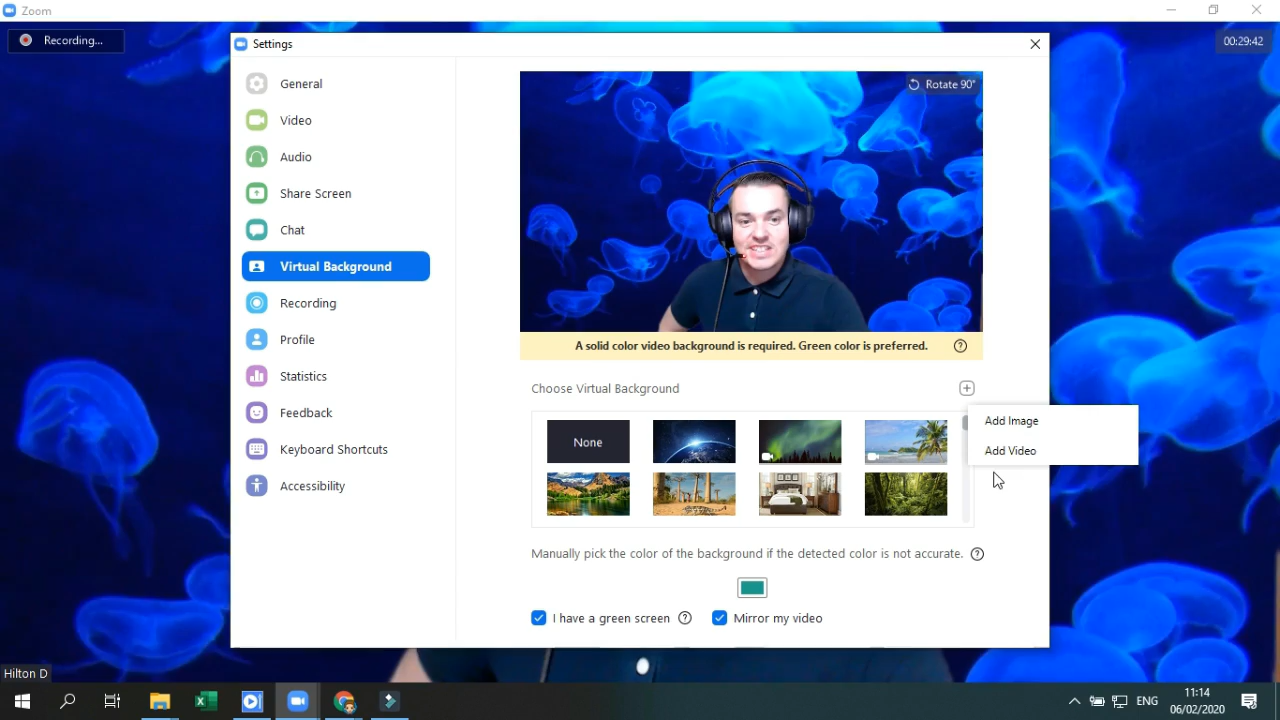 Zoom
Recording...
00:29:42
Settings
General
Video
Audio
Share Screen
Chat
Virtual Background
Recording
Profile
Statistics
Feedback
Keyboard Shortcuts
Accessibility
Rotate 90°
A solid color video background is required. Green color is preferred.
Choose Virtual Background
None
Add Image
Add Video
Manually pick the color of the background if the detected color is not accurate.
I have a green screen
Mirror my video
Hilton D
ENG
11:14
06/02/2020